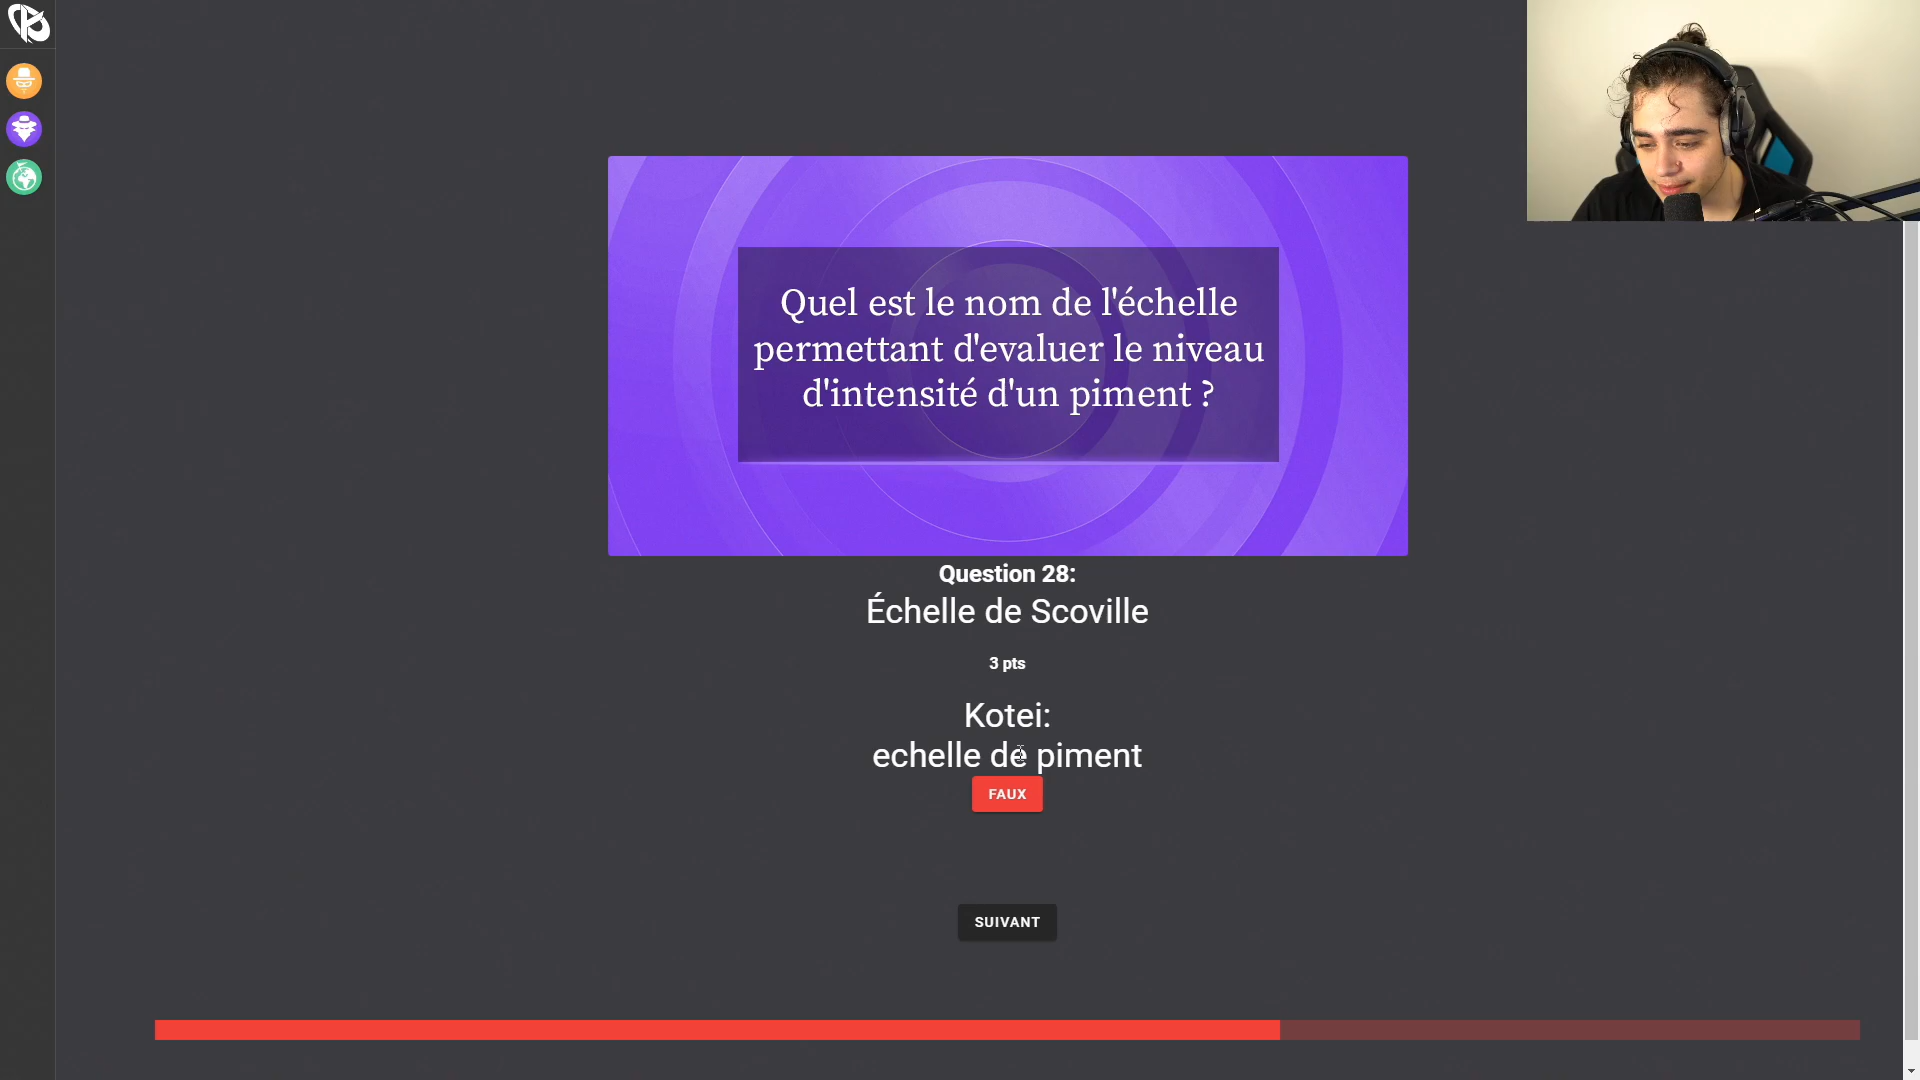 Quel est le nom de l'échelle
permettant d'evaluer le niveau
d'intensité d'un piment ?
Question 28:
Échelle de Scoville
3 pts
Kotei:
echelle de piment
FAUX
SUIVANT